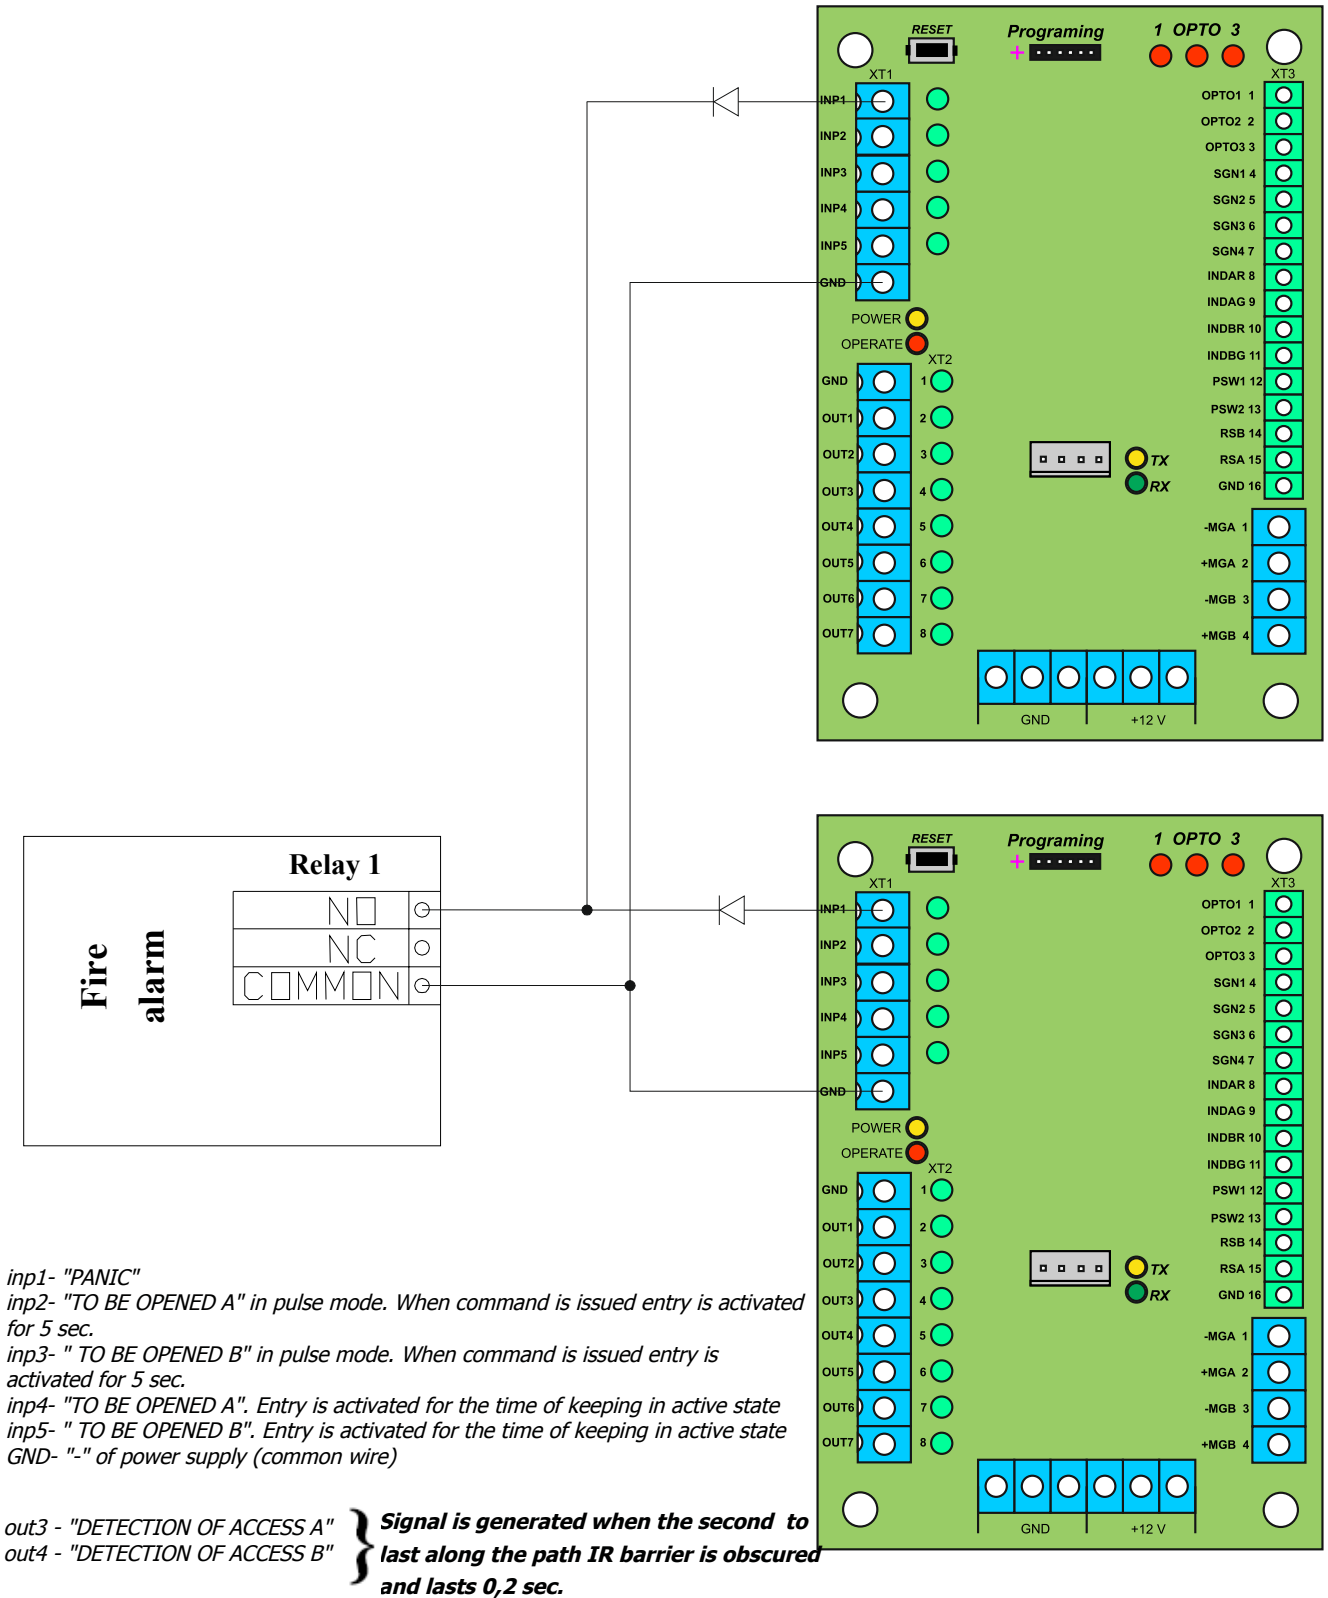 RESET
Programing
1 OPTO 3
+
XT1
XT3
INP1
INP2
INP3
INP4
INP5
GND
OPTO1 1
OPTO2 2
OPTO3 3
SGN1 4
SGN2 5
SGN3 6
SGN4 7
INDAR 8
INDAG 9
INDBR 10
INDBG 11
PSW1 12
PSW2 13
RSB 14
RSA 15
GND 16
POWER
OPERATE
XT2
GND 1
OUT1 2
OUT2 3
OUT3 4
OUT4 5
OUT5 6
OUT6 7
OUT7 8
TX
RX
-MGA 1
+MGA 2
-MGB 3
+MGB 4
GND
+12 V
Fire
alarm
Relay 1
NO
NC
COMMON
RESET
Programing
1 OPTO 3
+
XT1
XT3
INP1
INP2
INP3
INP4
INP5
GND
OPTO1 1
OPTO2 2
OPTO3 3
SGN1 4
SGN2 5
SGN3 6
SGN4 7
INDAR 8
INDAG 9
INDBR 10
INDBG 11
PSW1 12
PSW2 13
RSB 14
RSA 15
GND 16
POWER
OPERATE
XT2
GND 1
OUT1 2
OUT2 3
OUT3 4
OUT4 5
OUT5 6
OUT6 7
OUT7 8
TX
RX
-MGA 1
+MGA 2
-MGB 3
+MGB 4
GND
+12 V
inp1- "PANIC"
inp2- "TO BE OPENED A" in pulse mode. When command is issued entry is activated
for 5 sec.
inp3- " TO BE OPENED B" in pulse mode. When command is issued entry is
activated for 5 sec.
inp4- "TO BE OPENED A". Entry is activated for the time of keeping in active state
inp5- " TO BE OPENED B". Entry is activated for the time of keeping in active state
GND- "-" of power supply (common wire)
out3 - "DETECTION OF ACCESS A"
out4 - "DETECTION OF ACCESS B"
}
Signal is generated when the second to
last along the path IR barrier is obscured
and lasts 0,2 sec.